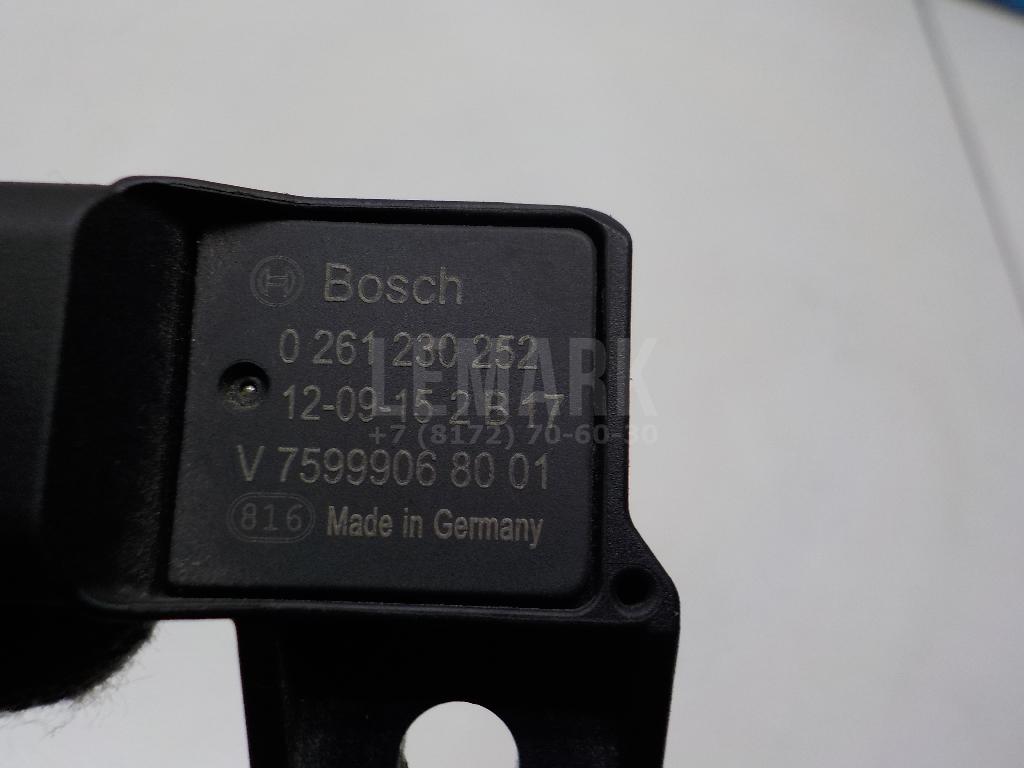 Bosch
0 261 230 252
LEMARK
12-09-15 2 B 17
+7 (8172) 70-60-30
V 7599906 80 01
816 Made in Germany